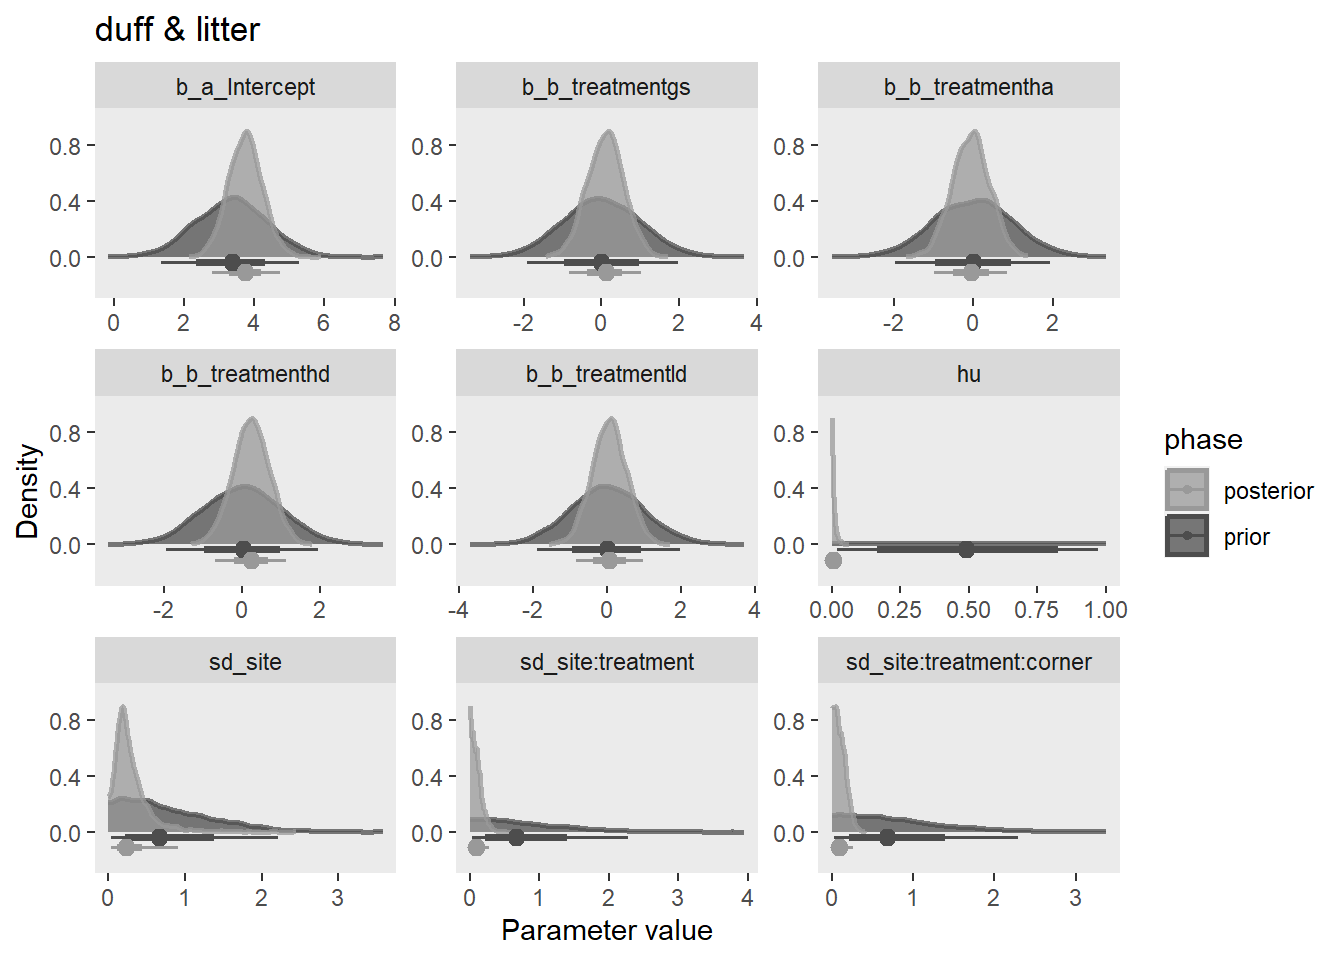 duff & litter
b_a_Intercept b_b_treatmentgs b_b_treatmentha
0.8 0.8 0.8
0.4 0.4 0.4
0.0 0.0 0.0
0 2 4 6 8 -2 0 2 4 -2 0 2
b_b_treatmenthd b_b_treatmentld hu
0.8 0.8 0.8
0.4 0.4 0.4
0.0 0.0 0.0
-2 0 2 -4 -2 0 2 4 0.00 0.25 0.50 0.75 1.00
sd_site sd_site:treatment sd_site:treatment:corner
0.8 0.8 0.8
0.4 0.4 0.4
0.0 0.0 0.0
0 1 2 3 0 1 2 3 4 0 1 2 3
Parameter value
Density
phase
posterior
prior